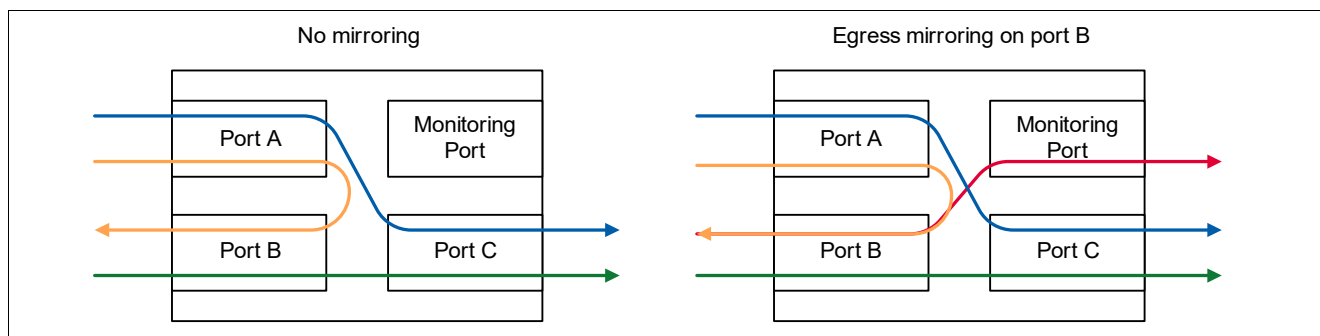 No mirroring
Port A
Monitoring
Port
Port B
Port C
Egress mirroring on port B
Port A
Monitoring
Port
Port B
Port C